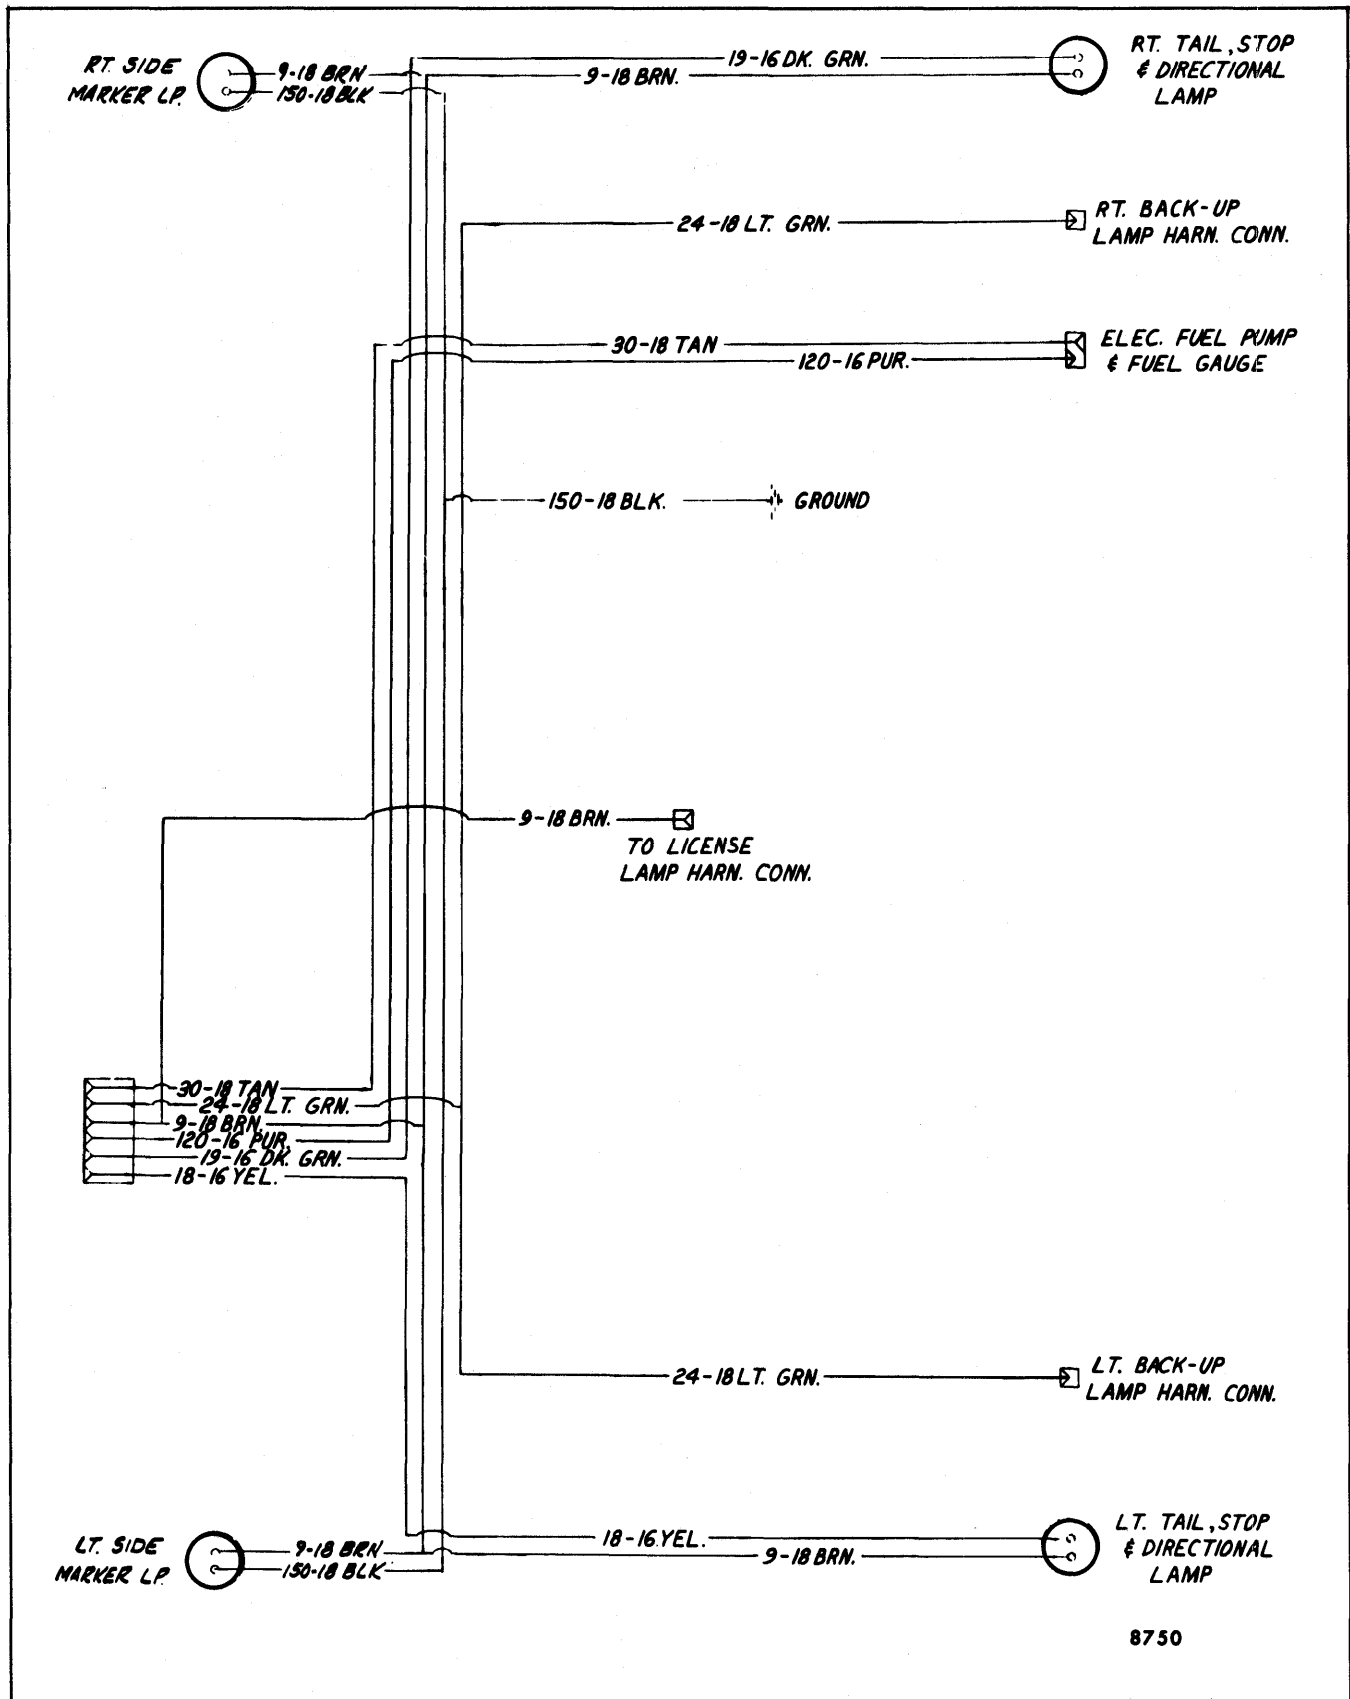 RT. SIDE
MARKER LP.
9-18 BRN
150-18 BLK
19-16 DK. GRN.
9-18 BRN.
RT. TAIL, STOP
& DIRECTIONAL
LAMP
24-18 LT. GRN.
RT. BACK-UP
LAMP HARN. CONN.
30-18 TAN
120-16 PUR.
ELEC. FUEL PUMP
& FUEL GAUGE
150-18 BLK.
GROUND
9-18 BRN.
TO LICENSE
LAMP HARN. CONN.
30-18 TAN
24-18 LT. GRN.
9-18 BRN.
120-16 PUR.
19-16 DK. GRN.
18-16 YEL.
24-18 LT. GRN.
LT. BACK-UP
LAMP HARN. CONN.
LT. SIDE
MARKER LP.
9-18 BRN
150-18 BLK
18-16 YEL.
9-18 BRN.
LT. TAIL, STOP
& DIRECTIONAL
LAMP
8750